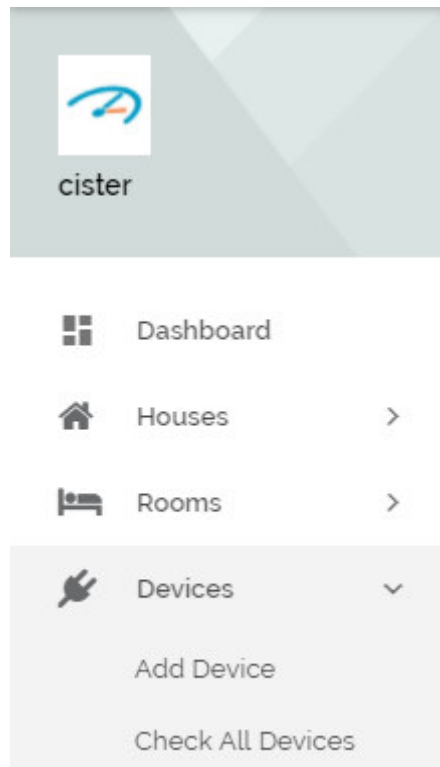 cister
Dashboard
Houses
Rooms
Devices
Add Device
Check All Devices